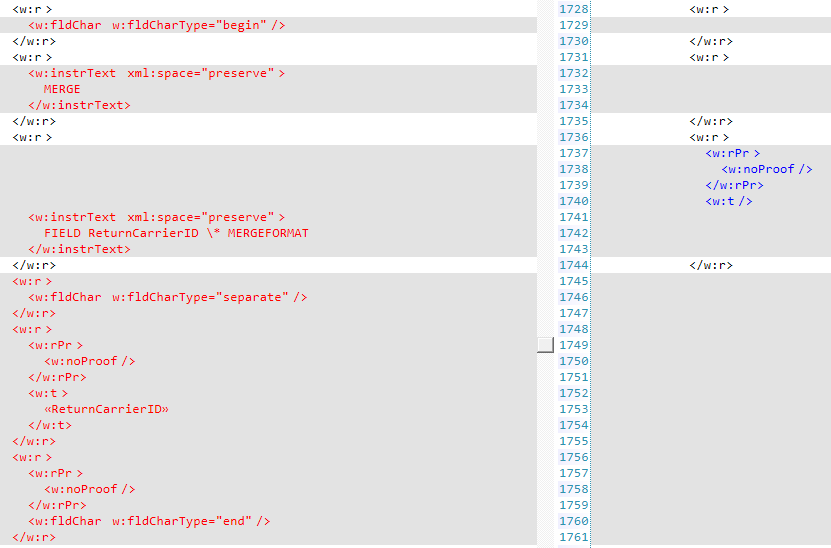 <w:r > 1728 <w:r >
<w:fldChar w:fldCharType="begin" /> 1729
</w:r> 1730 </w:r>
<w:r > 1731 <w:r >
<w:instrText xml:space="preserve" > 1732
MERGE 1733
</w:instrText> 1734
</w:r> 1735 </w:r>
<w:r > 1736 <w:r >
1737 <w:rPr >
1738 <w:noProof />
1739 </w:rPr>
1740 <w:t />
<w:instrText xml:space="preserve" > 1741
FIELD ReturnCarrierID \* MERGEFORMAT 1742
</w:instrText> 1743
</w:r> 1744 </w:r>
<w:r > 1745
<w:fldChar w:fldCharType="separate" /> 1746
</w:r> 1747
<w:r > 1748
<w:rPr > 1749
<w:noProof /> 1750
</w:rPr> 1751
<w:t > 1752
«ReturnCarrierID» 1753
</w:t> 1754
</w:r> 1755
<w:r > 1756
<w:rPr > 1757
<w:noProof /> 1758
</w:rPr> 1759
<w:fldChar w:fldCharType="end" /> 1760
</w:r> 1761